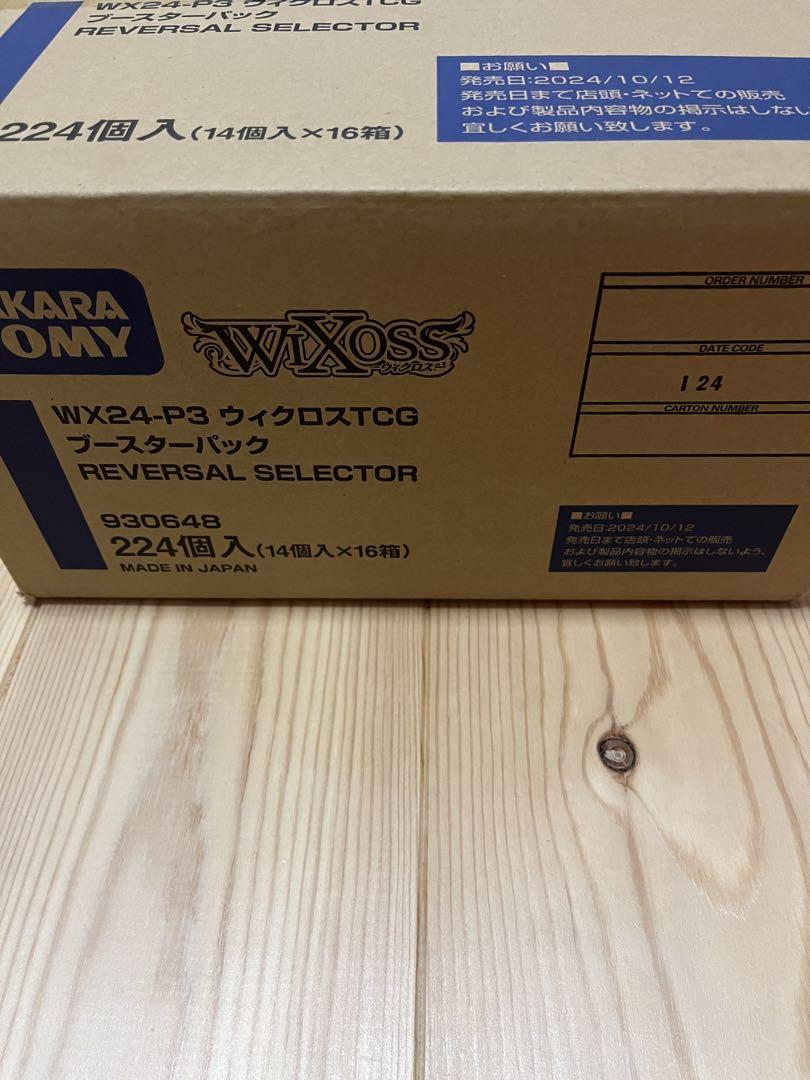 WX24-P3 ウィクロスTCG
ブースターパック
REVERSAL SELECTOR
224個入(14個入×16箱)
■お願い■
発売日:2024/10/12
発売日まで店頭・ネットでの販売
および製品内容物の掲示はしない
宜しくお願い致します。
AKARA
OMY
WIXOSS
ウィクロス
WX24-P3 ウィクロスTCG
ブースターパック
REVERSAL SELECTOR
930648
224個入(14個入×16箱)
MADE IN JAPAN
ORDER NUMBER
DATE CODE
I 24
CARTON NUMBER
■お願い■
発売日:2024/10/12
発売日まで店頭・ネットでの販売
および製品内容物の掲示はしないよう、
宜しくお願い致します。